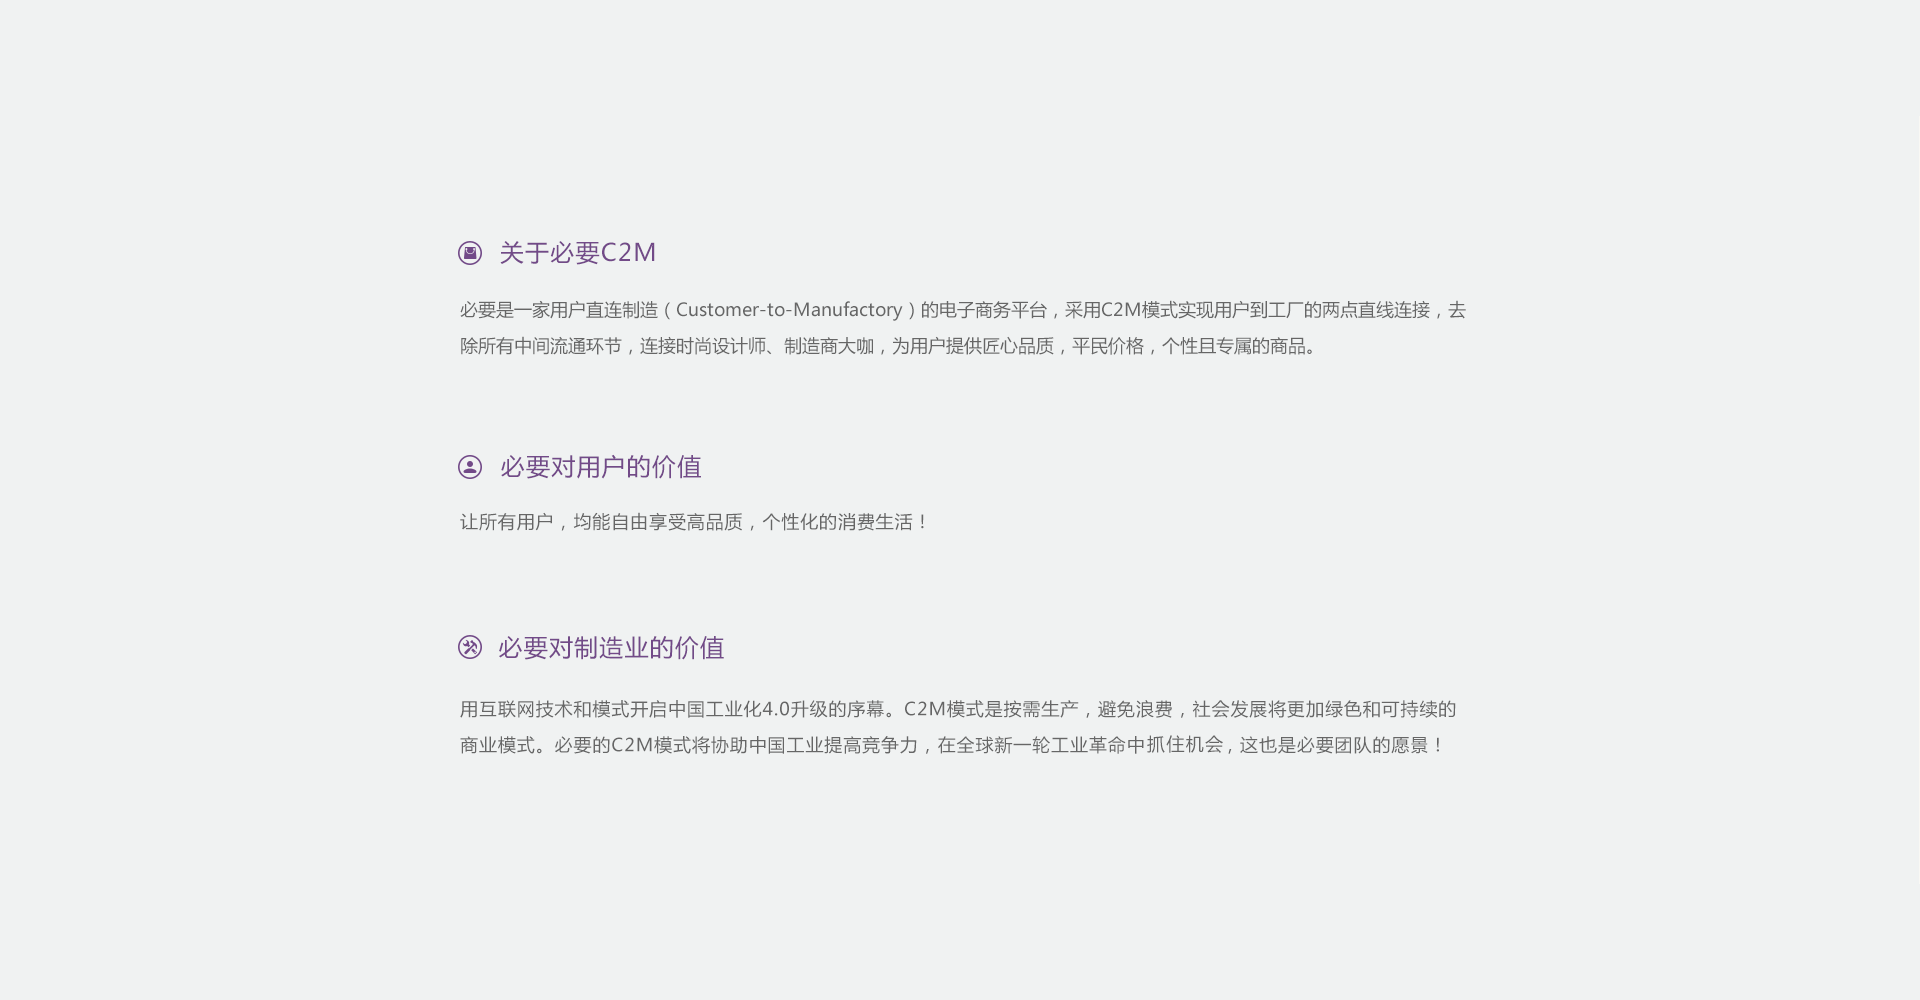 关于必要C2M
必要是一家用户直连制造（Customer-to-Manufactory）的电子商务平台，采用C2M模式实现用户到工厂的两点直线连接，去
除所有中间流通环节，连接时尚设计师、制造商大咖，为用户提供匠心品质，平民价格，个性且专属的商品。
必要对用户的价值
让所有用户，均能自由享受高品质，个性化的消费生活！
必要对制造业的价值
用互联网技术和模式开启中国工业化4.0升级的序幕。C2M模式是按需生产，避免浪费，社会发展将更加绿色和可持续的
商业模式。必要的C2M模式将协助中国工业提高竞争力，在全球新一轮工业革命中抓住机会，这也是必要团队的愿景！